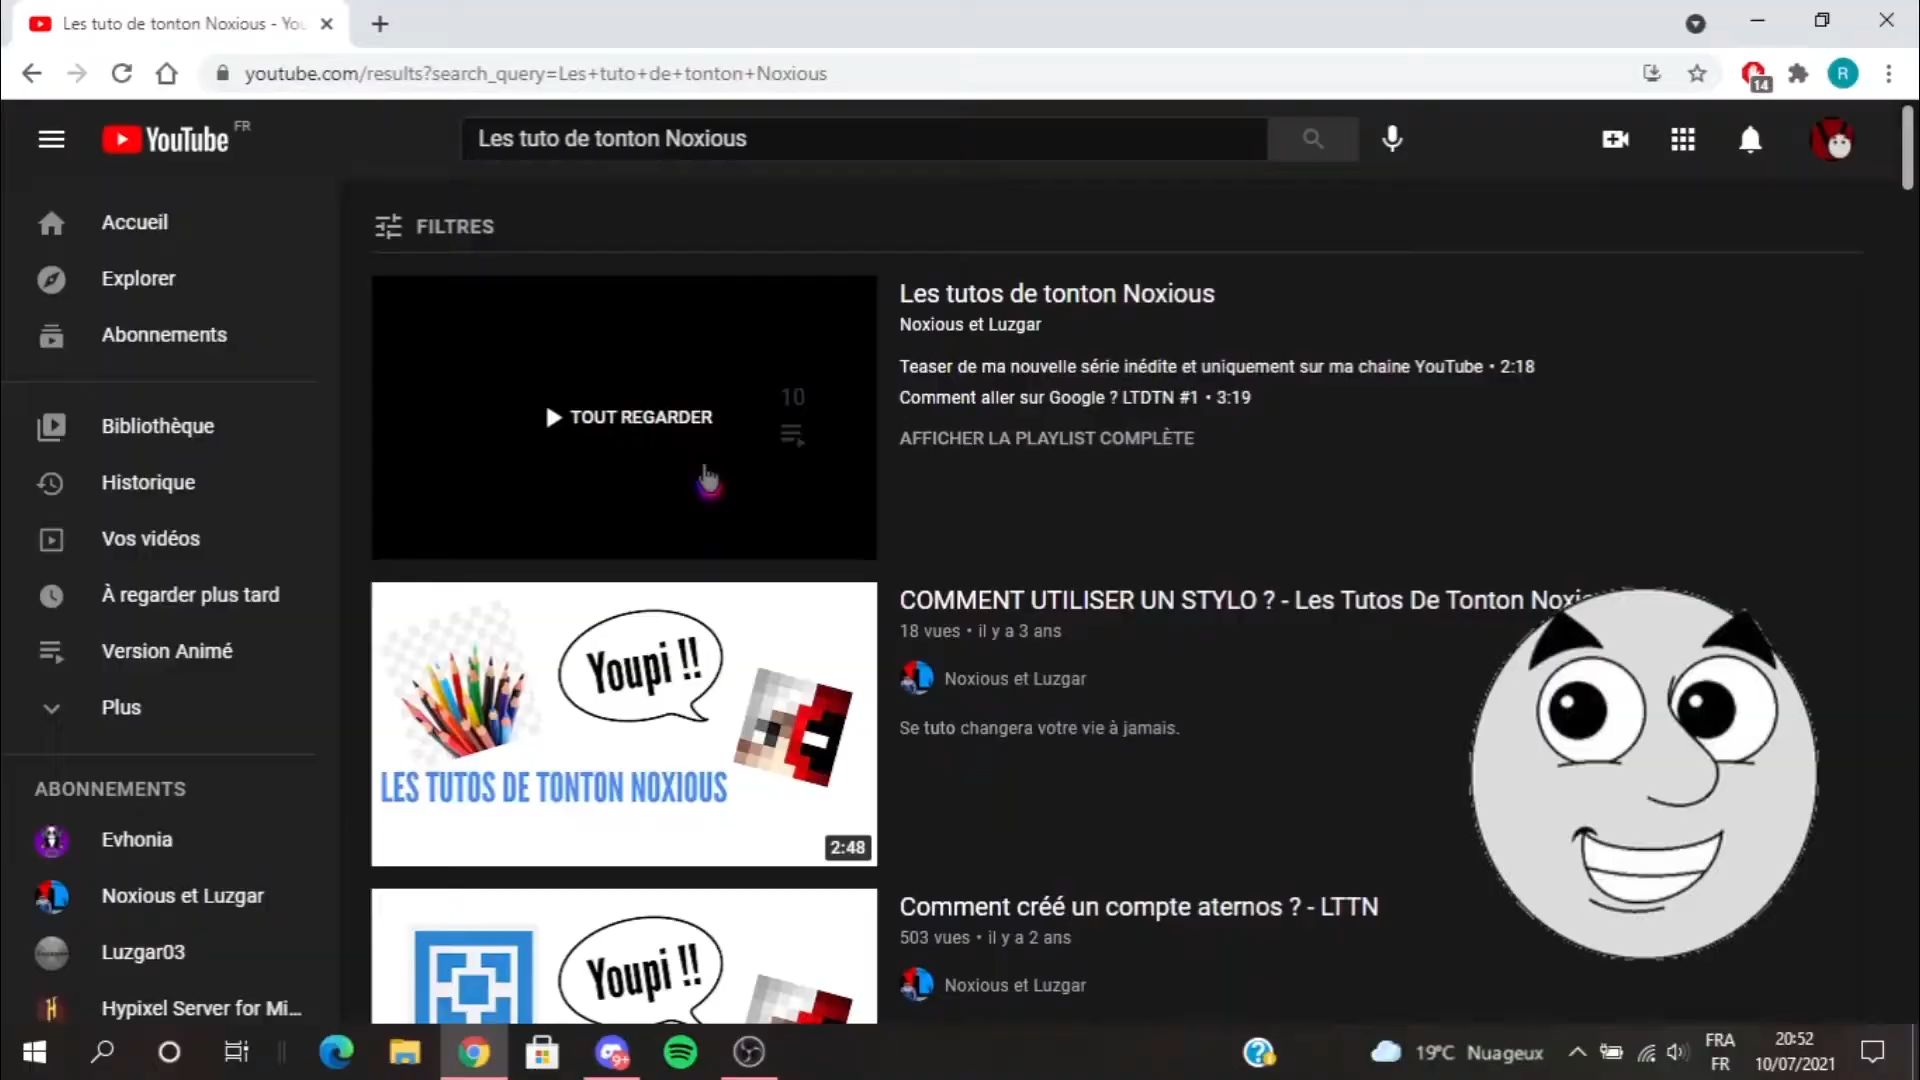 Les tuto de tonton Noxious - You
youtube.com/results?search_query=Les+tuto+de+tonton+Noxious
14
R
YouTube FR
Les tuto de tonton Noxious
Accueil
Explorer
Abonnements
Bibliothèque
Historique
Vos vidéos
À regarder plus tard
Version Animé
Plus
ABONNEMENTS
Evhonia
Noxious et Luzgar
Luzgar03
Hypixel Server for Mi...
FILTRES
10
TOUT REGARDER
Les tutos de tonton Noxious
Noxious et Luzgar
Teaser de ma nouvelle série inédite et uniquement sur ma chaine YouTube • 2:18
Comment aller sur Google ? LTDTN #1 • 3:19
AFFICHER LA PLAYLIST COMPLÈTE
Youpi !!
LES TUTOS DE TONTON NOXIOUS
2:48
COMMENT UTILISER UN STYLO ? - Les Tutos De Tonton Noxi
18 vues • il y a 3 ans
Noxious et Luzgar
Se tuto changera votre vie à jamais.
Youpi !!
Comment créé un compte aternos ? - LTTN
503 vues • il y a 2 ans
Noxious et Luzgar
9+
19°C Nuageux
FRA
FR
20:52
10/07/2021